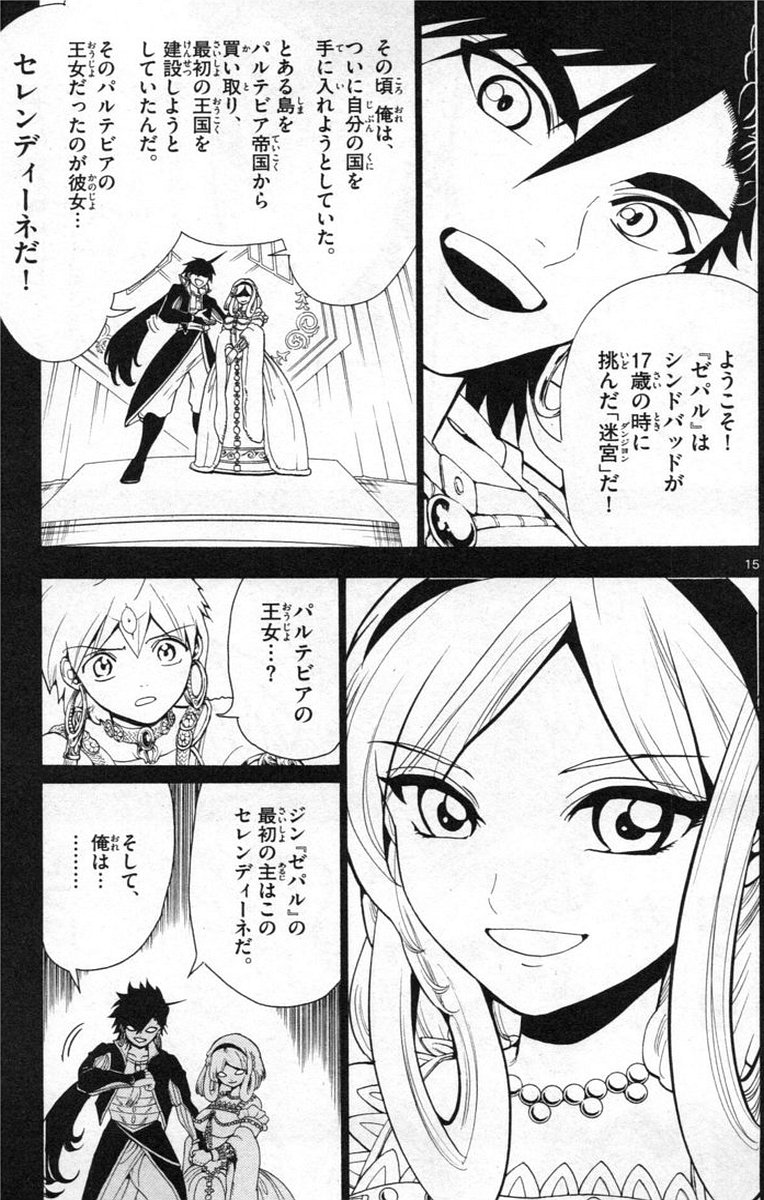 ようこそ！
『ゼパル』は
シンドバッドが
17歳の時に
挑んだ「迷宮」だ！
その頃 俺は、
ついに自分の国を
手に入れようとしていた。
とある島を
パルテビア帝国から
買い取り、
最初の王国を
建設しようと
していたんだ。
そのパルテビアの
王女だったのが彼女…
セレンディーネだ！
15
パルテビアの
王女…？
ジン『ゼパル』の
最初の主はこの
セレンディーネだ。
そして、
俺は…
………